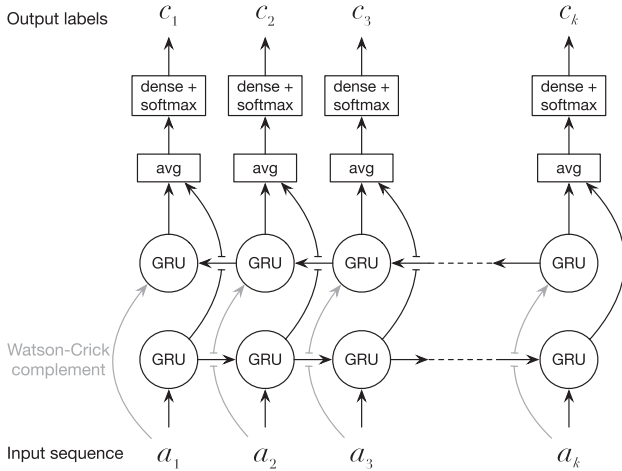 Output labels c1 c2 c3 ck
dense + dense + dense + dense +
softmax softmax softmax softmax
avg avg avg avg
GRU GRU GRU GRU
Watson-Crick
complement
GRU GRU GRU GRU
Input sequence a1 a2 a3 ak